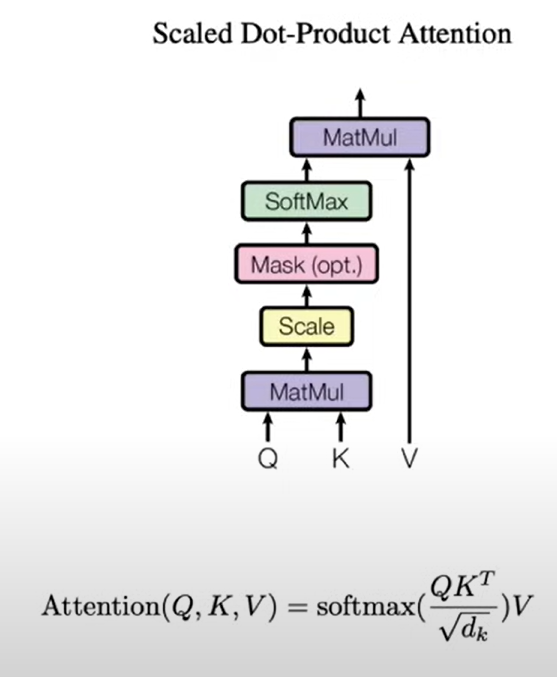 Scaled Dot-Product Attention
MatMul
SoftMax
Mask (opt.)
Scale
MatMul
Q K V
Attention(Q, K, V) = softmax(QK^T/√d_k)V